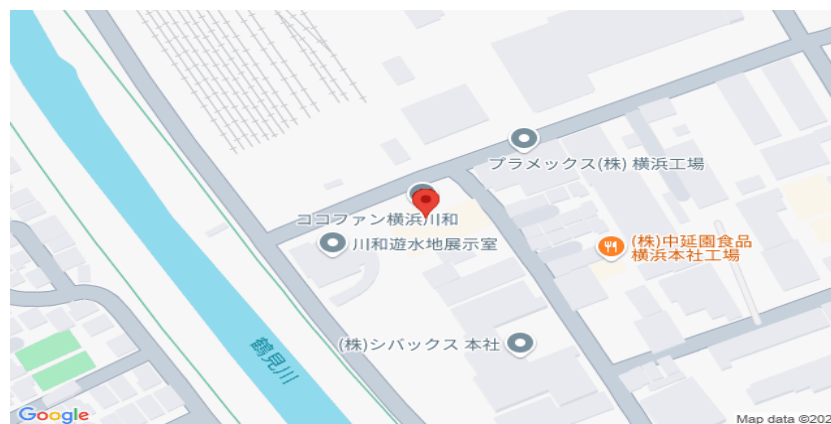 プラメックス(株) 横浜工場
ココファン横浜川和
川和遊水地展示室
(株)中延園食品
横浜本社工場
(株)シバックス 本社
鶴見川
Google
Map data ©202